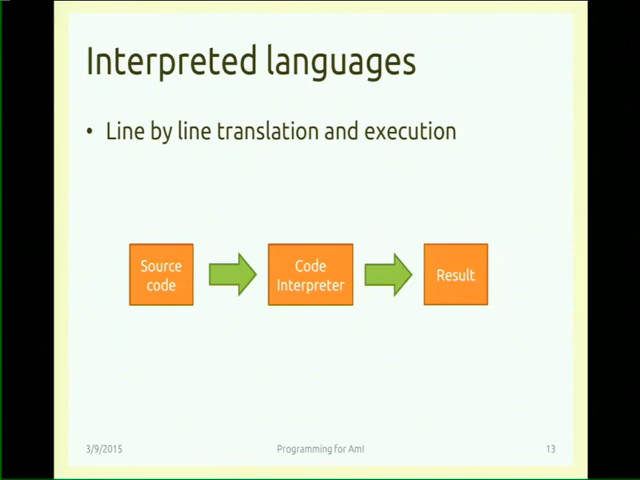 Interpreted languages
• Line by line translation and execution
Source
code
Code
Interpreter
Result
3/9/2015
Programming for AmI
13